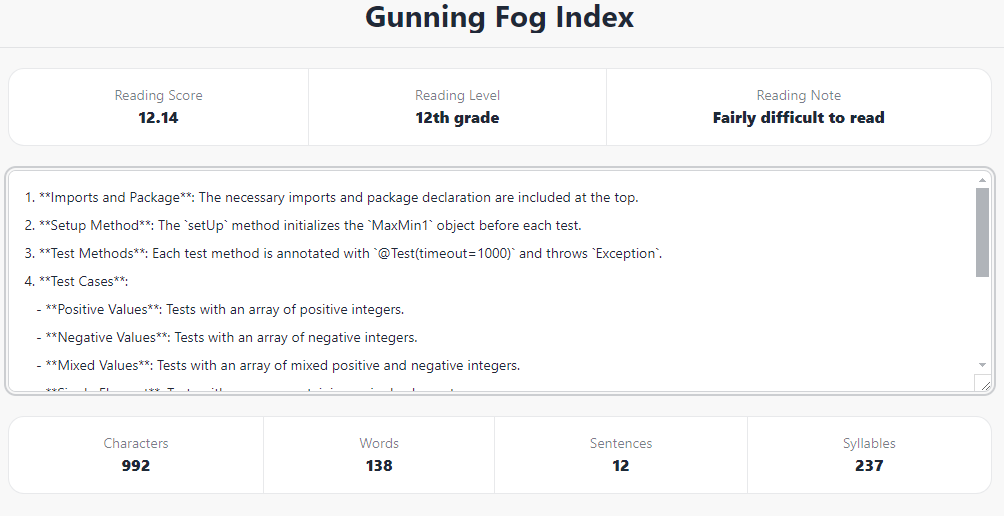 Gunning Fog Index
Reading Score
12.14
Reading Level
12th grade
Reading Note
Fairly difficult to read
1. **Imports and Package**: The necessary imports and package declaration are included at the top.
2. **Setup Method**: The `setUp` method initializes the `MaxMin1` object before each test.
3. **Test Methods**: Each test method is annotated with `@Test(timeout=1000)` and throws `Exception`.
4. **Test Cases**:
- **Positive Values**: Tests with an array of positive integers.
- **Negative Values**: Tests with an array of negative integers.
- **Mixed Values**: Tests with an array of mixed positive and negative integers.
Characters
992
Words
138
Sentences
12
Syllables
237